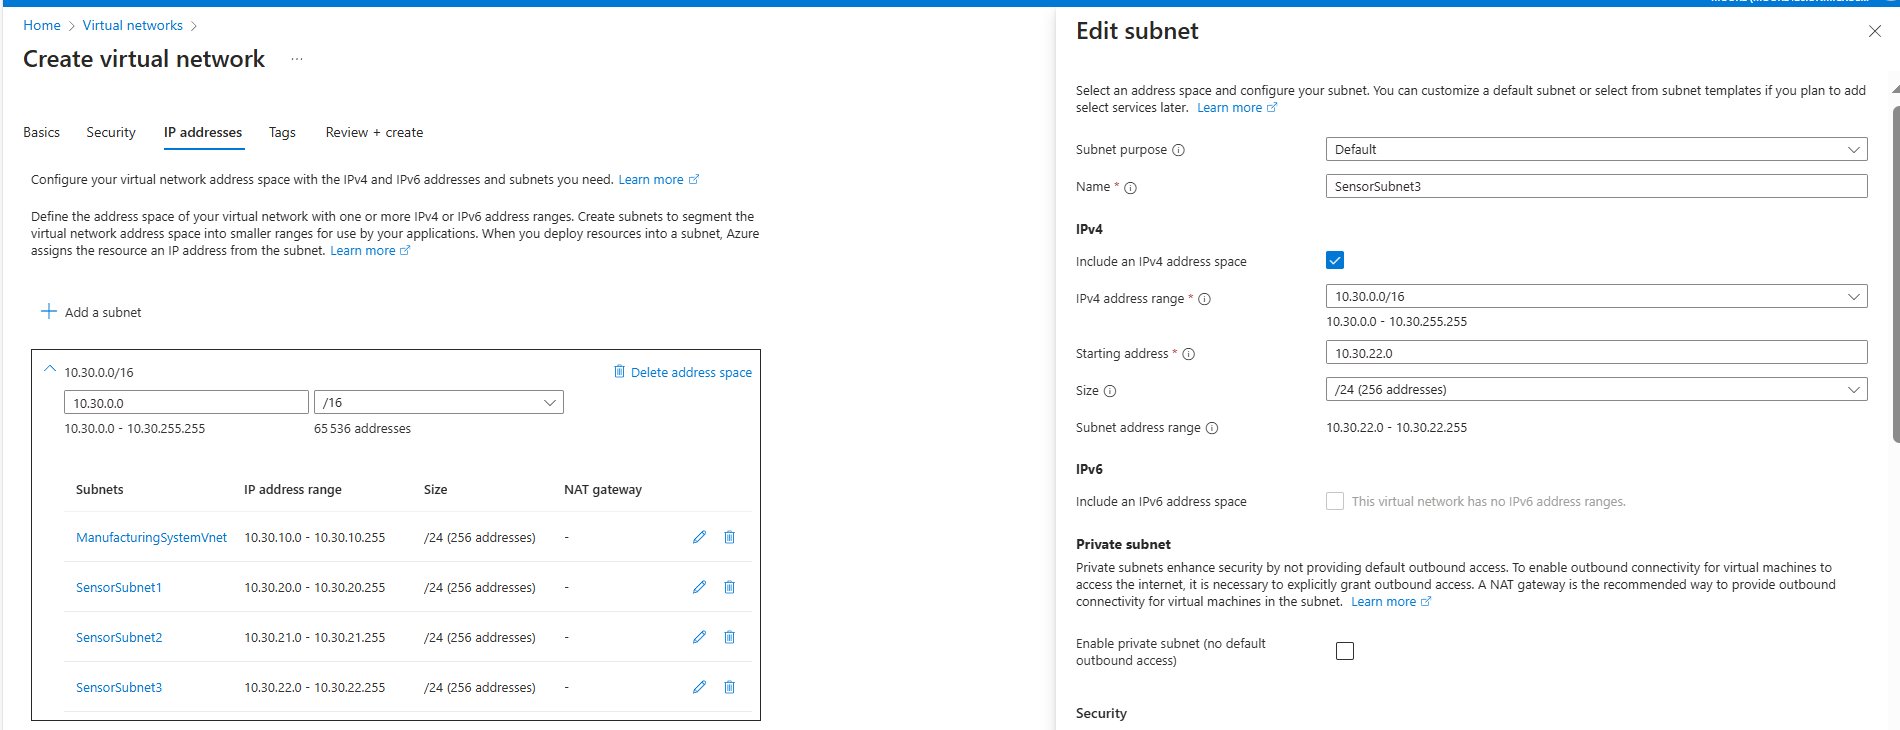 Home > Virtual networks >
Create virtual network ...
Basics Security IP addresses Tags Review + create
Configure your virtual network address space with the IPv4 and IPv6 addresses and subnets you need. Learn more
Define the address space of your virtual network with one or more IPv4 or IPv6 address ranges. Create subnets to segment the
virtual network address space into smaller ranges for use by your applications. When you deploy resources into a subnet, Azure
assigns the resource an IP address from the subnet. Learn more
+ Add a subnet
10.30.0.0/16 Delete address space
10.30.0.0 /16
10.30.0.0 - 10.30.255.255 65 536 addresses
Subnets IP address range Size NAT gateway
ManufacturingSystemVnet 10.30.10.0 - 10.30.10.255 /24 (256 addresses) -
SensorSubnet1 10.30.20.0 - 10.30.20.255 /24 (256 addresses) -
SensorSubnet2 10.30.21.0 - 10.30.21.255 /24 (256 addresses) -
SensorSubnet3 10.30.22.0 - 10.30.22.255 /24 (256 addresses) -
Edit subnet
Select an address space and configure your subnet. You can customize a default subnet or select from subnet templates if you plan to add
select services later. Learn more
Subnet purpose Default
Name * SensorSubnet3
IPv4
Include an IPv4 address space
IPv4 address range * 10.30.0.0/16
10.30.0.0 - 10.30.255.255
Starting address * 10.30.22.0
Size /24 (256 addresses)
Subnet address range 10.30.22.0 - 10.30.22.255
IPv6
Include an IPv6 address space This virtual network has no IPv6 address ranges.
Private subnet
Private subnets enhance security by not providing default outbound access. To enable outbound connectivity for virtual machines to
access the internet, it is necessary to explicitly grant outbound access. A NAT gateway is the recommended way to provide outbound
connectivity for virtual machines in the subnet. Learn more
Enable private subnet (no default
outbound access)
Security